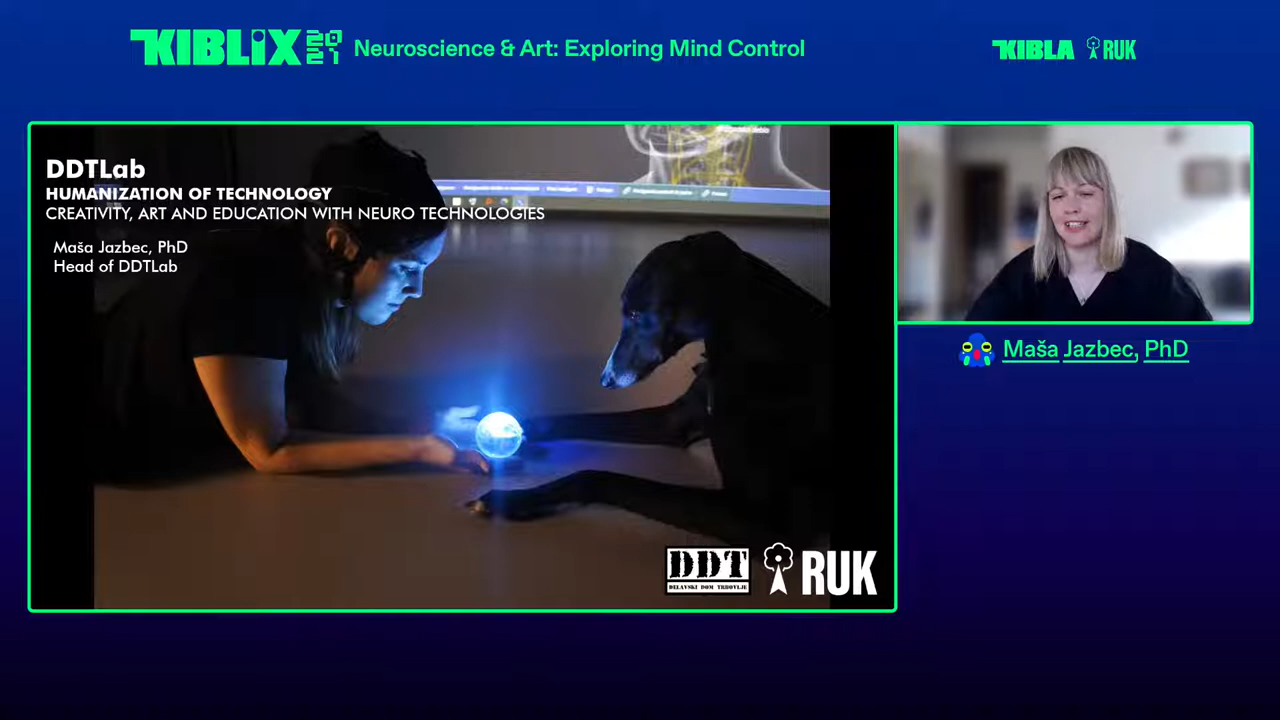 KIBLIX 2021 Neuroscience & Art: Exploring Mind Control
KIBLA RUK
DDTLab
HUMANIZATION OF TECHNOLOGY
CREATIVITY, ART AND EDUCATION WITH NEURO TECHNOLOGIES
Maša Jazbec, PhD
Head of DDTLab
DDT
DELAVSKI DOM TRBOVLJE
RUK
Maša Jazbec, PhD